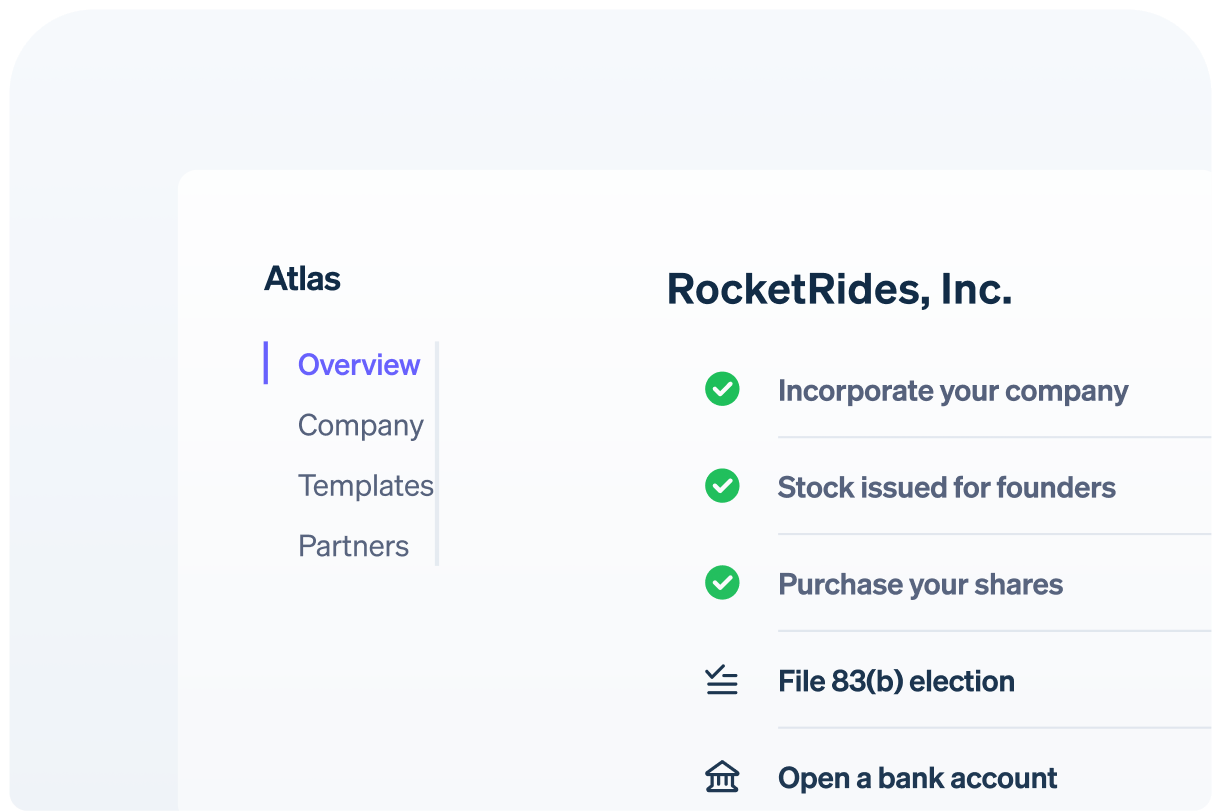 Atlas
Overview
Company
Templates
Partners
RocketRides, Inc.
Incorporate your company
Stock issued for founders
Purchase your shares
File 83(b) election
Open a bank account